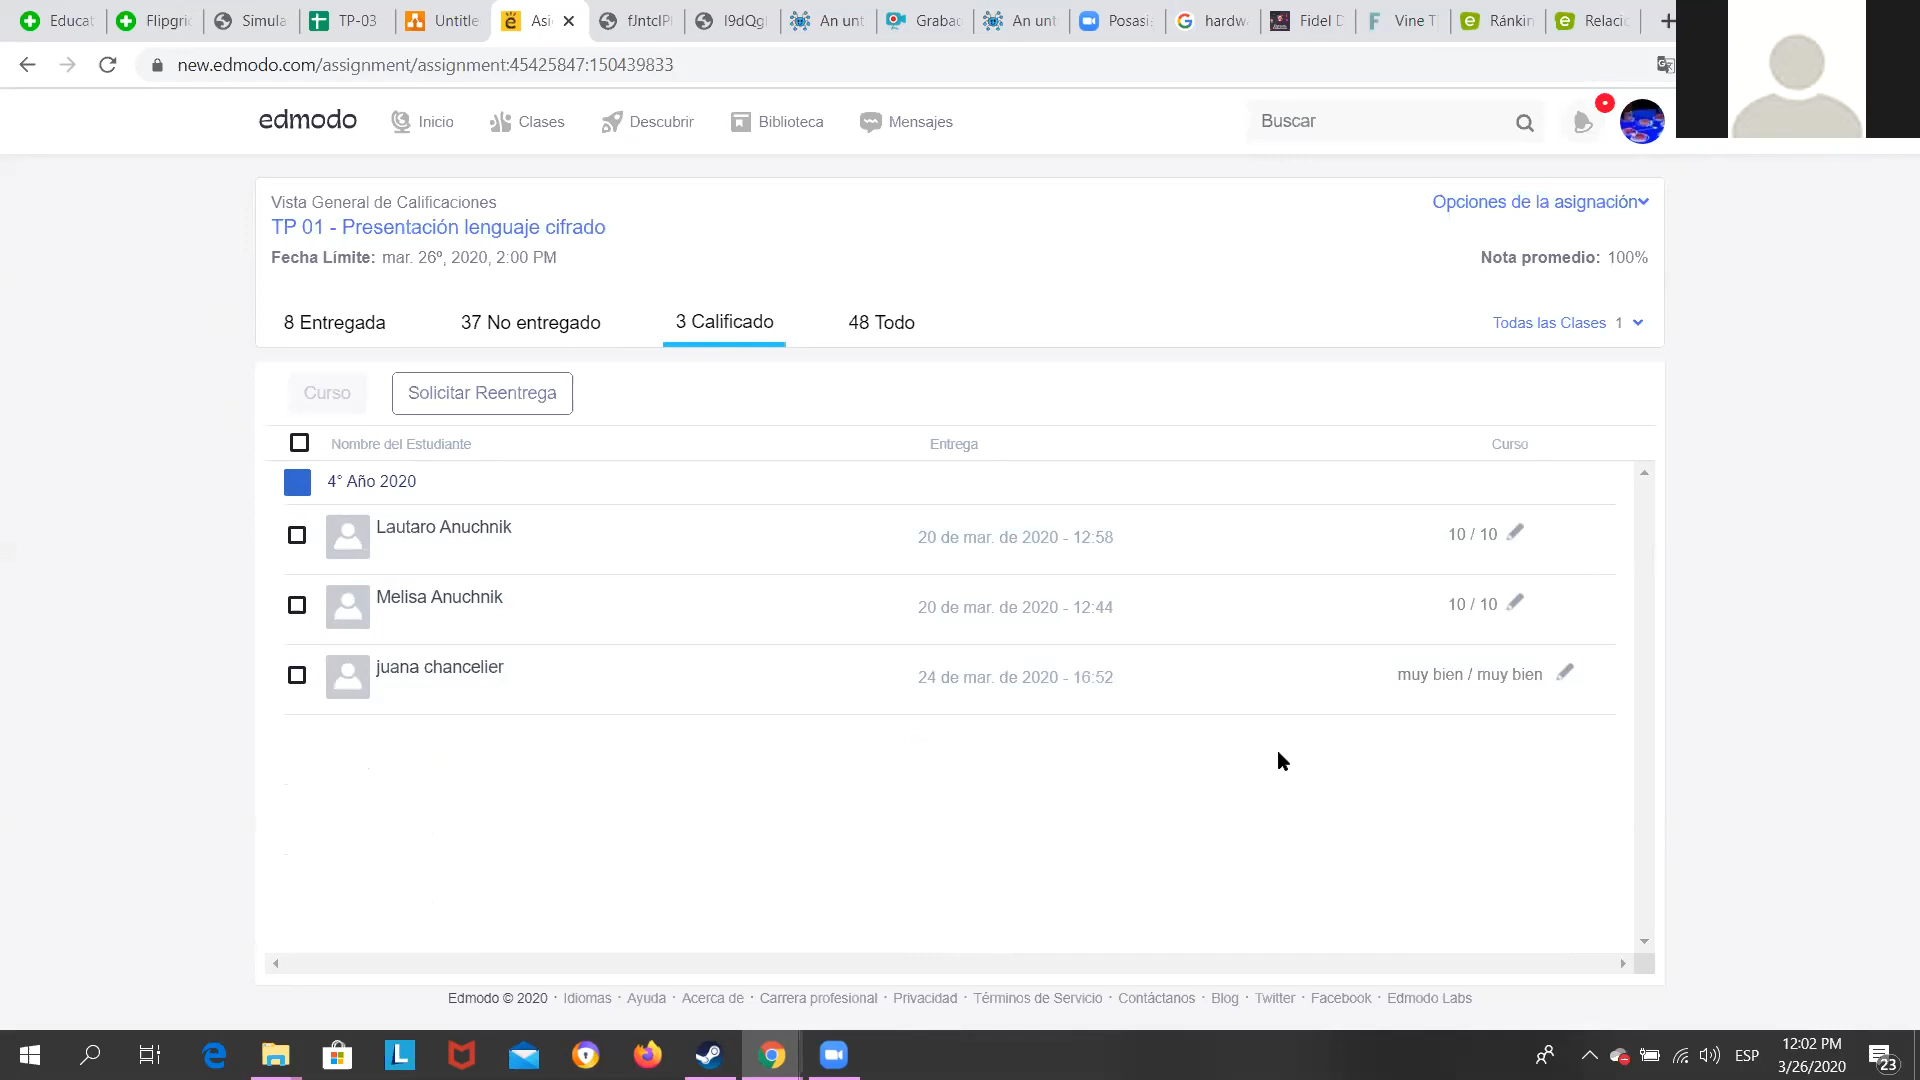 Educat
Flipgri
Simula
TP-03
Untitle
Asi
fJntclP
I9dQgl
An unt
Grabac
An unt
Posasi
hardwa
Fidel D
Vine T
Ránkin
Relaci
new.edmodo.com/assignment/assignment:45425847:150439833
edmodo
Inicio
Clases
Descubrir
Biblioteca
Mensajes
Buscar
Vista General de Calificaciones
Opciones de la asignación
TP 01 - Presentación lenguaje cifrado
Fecha Límite: mar. 26º, 2020, 2:00 PM
Nota promedio: 100%
8 Entregada
37 No entregado
3 Calificado
48 Todo
Todas las Clases 1
Curso
Solicitar Reentrega
Nombre del Estudiante
Entrega
Curso
4° Año 2020
Lautaro Anuchnik
20 de mar. de 2020 - 12:58
10 / 10
Melisa Anuchnik
20 de mar. de 2020 - 12:44
10 / 10
juana chancelier
24 de mar. de 2020 - 16:52
muy bien / muy bien
Edmodo © 2020 · Idiomas · Ayuda · Acerca de · Carrera profesional · Privacidad · Términos de Servicio · Contáctanos · Blog · Twitter · Facebook · Edmodo Labs
ESP
12:02 PM
3/26/2020
23